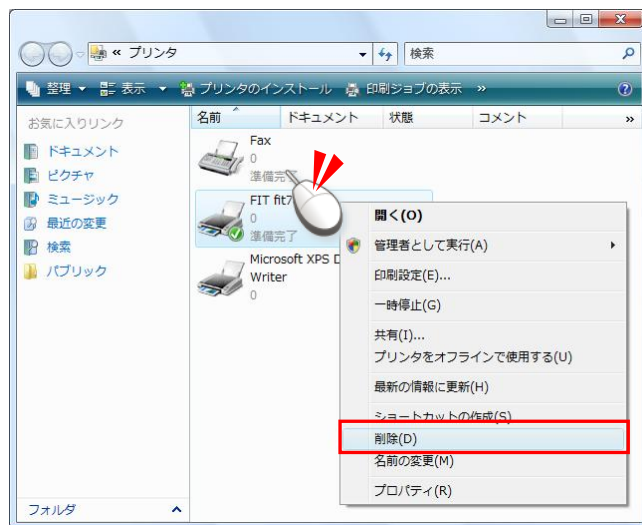 « プリンタ
検索
整理 表示 プリンタのインストール 印刷ジョブの表示 »
お気に入りリンク
ドキュメント
ピクチャ
ミュージック
最近の変更
検索
パブリック
フォルダ
名前 ドキュメント 状態 コメント »
Fax
0
準備完了
FIT fit7
0
準備完了
Microsoft XPS D
Writer
0
開く(O)
管理者として実行(A)
印刷設定(E)...
一時停止(G)
共有(I)...
プリンタをオフラインで使用する(U)
最新の情報に更新(H)
ショートカットの作成(S)
削除(D)
名前の変更(M)
プロパティ(R)